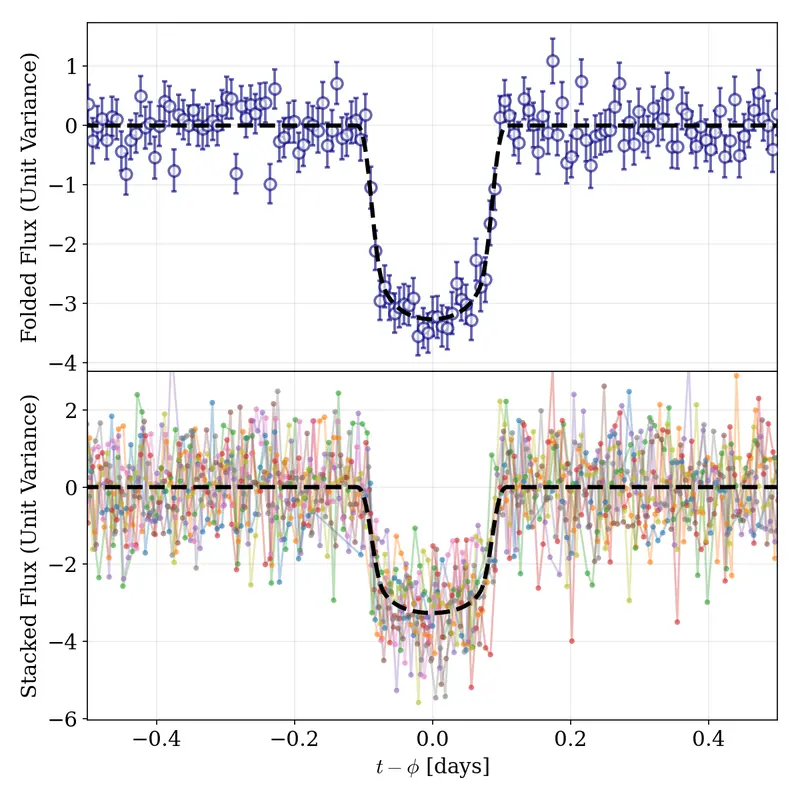 Folded Flux (Unit Variance)
1
0
−1
−2
−3
−4
Stacked Flux (Unit Variance)
2
0
−2
−4
−6
−0.4 −0.2 0.0 0.2 0.4
t − ϕ [days]